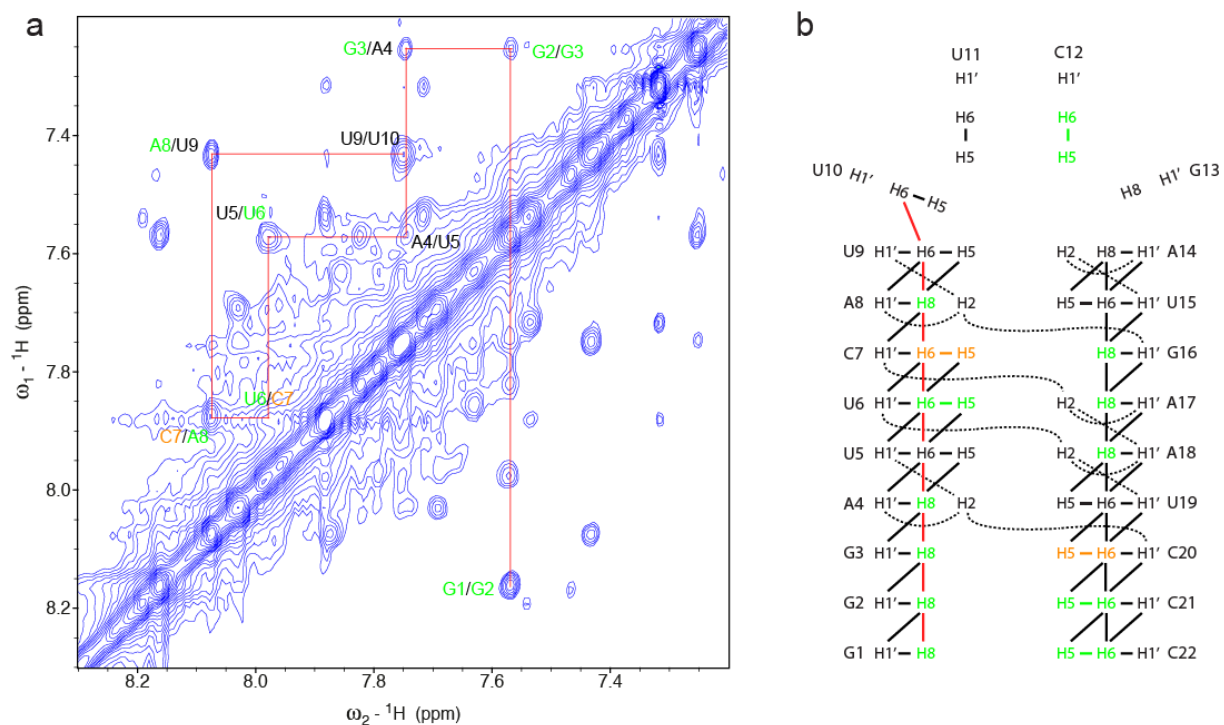 a
G3/A4
G2/G3
7.4
A8/U9
U9/U10
U5/U6
7.6
A4/U5
ω1 - 1H (ppm)
7.8
U6/C7
C7/A8
8.0
G1/G2
8.2
8.2 8.0 7.8 7.6 7.4
ω2 - 1H (ppm)
b
U11 C12
H1′ H1′
H6 H6
H5 H5
U10 H1′ H6 H5 H8 H1′ G13
U9 H1′ H6 H5 H2 H8 H1′ A14
A8 H1′ H8 H2 H5 H6 H1′ U15
C7 H1′ H6 H5 H8 H1′ G16
U6 H1′ H6 H5 H2 H8 H1′ A17
U5 H1′ H6 H5 H2 H8 H1′ A18
A4 H1′ H8 H2 H5 H6 H1′ U19
G3 H1′ H8 H5 H6 H1′ C20
G2 H1′ H8 H5 H6 H1′ C21
G1 H1′ H8 H5 H6 H1′ C22